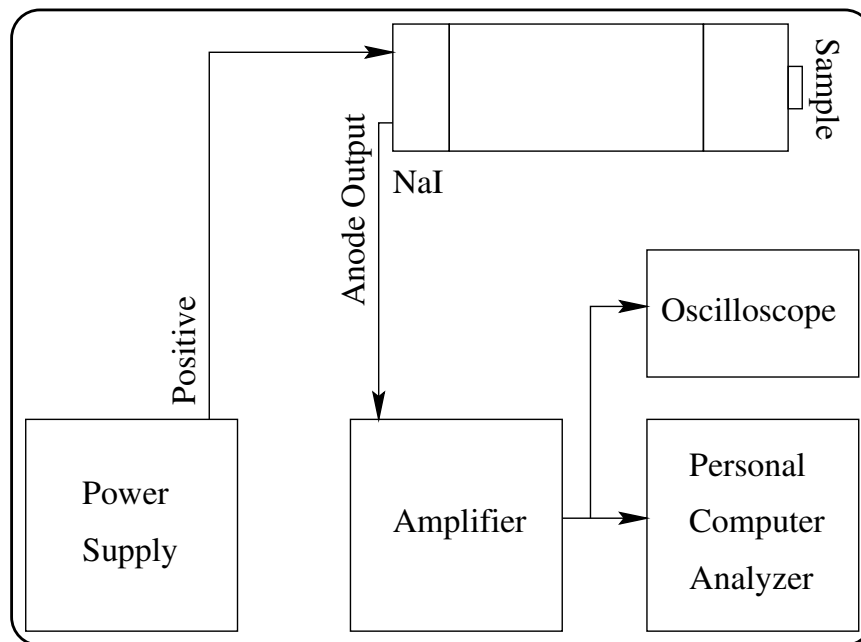 Sample
NaI
Anode Output
Positive
Oscilloscope
Power
Supply
Amplifier
Personal
Computer
Analyzer